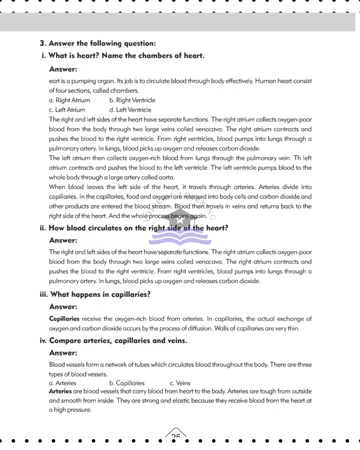 3. Answer the following question:
i. What is heart? Name the chambers of heart.
Answer:
eart is a pumping organ. Its job is to circulate blood through body effectively. Human heart consist
of four sections, called chambers.
a. Right Atrium b. Right Ventricle
c. Left Atrium d. Left Ventricle
The right and left sides of the heart have separate functions. The right atrium collects oxygen-poor
blood from the body through two large veins called venacava. The right atrium contracts and
pushes the blood to the right ventricle. From right ventricles, blood pumps into lungs through a
pulmonary artery. In lungs, blood picks up oxygen and releases carbon dioxide.
The left atrium then collects oxygen-rich blood from lungs through the pulmonary vein. Th left
atrium contracts and pushes the blood to the left ventricle. The left ventricle pumps blood to the
whole body through a large artery called aorta.
When blood leaves the left side of the heart, it travels through arteries. Arteries divide into
capillaries. In the capillaries, food and oxygen are released into body cells and carbon dioxide and
other products are entered the blood stream. Blood then travels in veins and returns back to the
right side of the heart. And the whole process begins again.
ii. How blood circulates on the right side of the heart?
Answer:
The right and left sides of the heart have separate functions. The right atrium collects oxygen-poor
blood from the body through two large veins called venacava. The right atrium contracts and
pushes the blood to the right ventricle. From right ventricles, blood pumps into lungs through a
pulmonary artery. In lungs, blood picks up oxygen and releases carbon dioxide.
iii. What happens in capillaries?
Answer:
Capillaries receive the oxygen-rich blood from arteries. In capillaries, the actual exchange of
oxygen and carbon dioxide occurs by the process of diffusion. Walls of capillaries are very thin.
iv. Compare arteries, capillaries and veins.
Answer:
Blood vessels form a network of tubes which circulates blood throughout the body. There are three
types of blood vessels.
a. Arteries b. Capillaries c. Veins
Arteries are blood vessels that carry blood from heart to the body. Arteries are tough from outside
and smooth from inside. They are strong and elastic because they receive blood from the heart at
a high pressure.